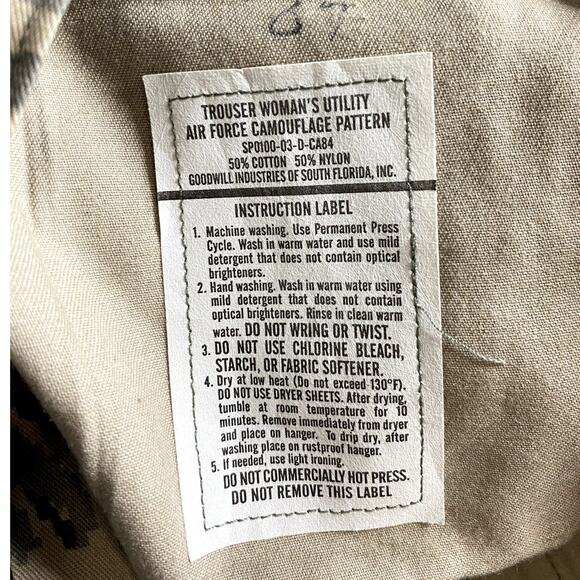 TROUSER WOMAN'S UTILITY
AIR FORCE CAMOUFLAGE PATTERN
SP0100-03-D-CA84
50% COTTON 50% NYLON
GOODWILL INDUSTRIES OF SOUTH FLORIDA, INC.
INSTRUCTION LABEL
1. Machine washing. Use Permanent Press
Cycle. Wash in warm water and use mild
detergent that does not contain optical
brighteners.
2. Hand washing. Wash in warm water using
mild detergent that does not contain
optical brighteners. Rinse in clean warm
water. DO NOT WRING OR TWIST.
3. DO NOT USE CHLORINE BLEACH,
STARCH, OR FABRIC SOFTENER.
4. Dry at low heat (Do not exceed 130°F).
DO NOT USE DRYER SHEETS. After drying,
tumble at room temperature for 10
minutes. Remove immediately from dryer
and place on hanger. To drip dry, after
washing place on rustproof hanger.
5. If needed, use light ironing.
DO NOT COMMERCIALLY HOT PRESS.
DO NOT REMOVE THIS LABEL